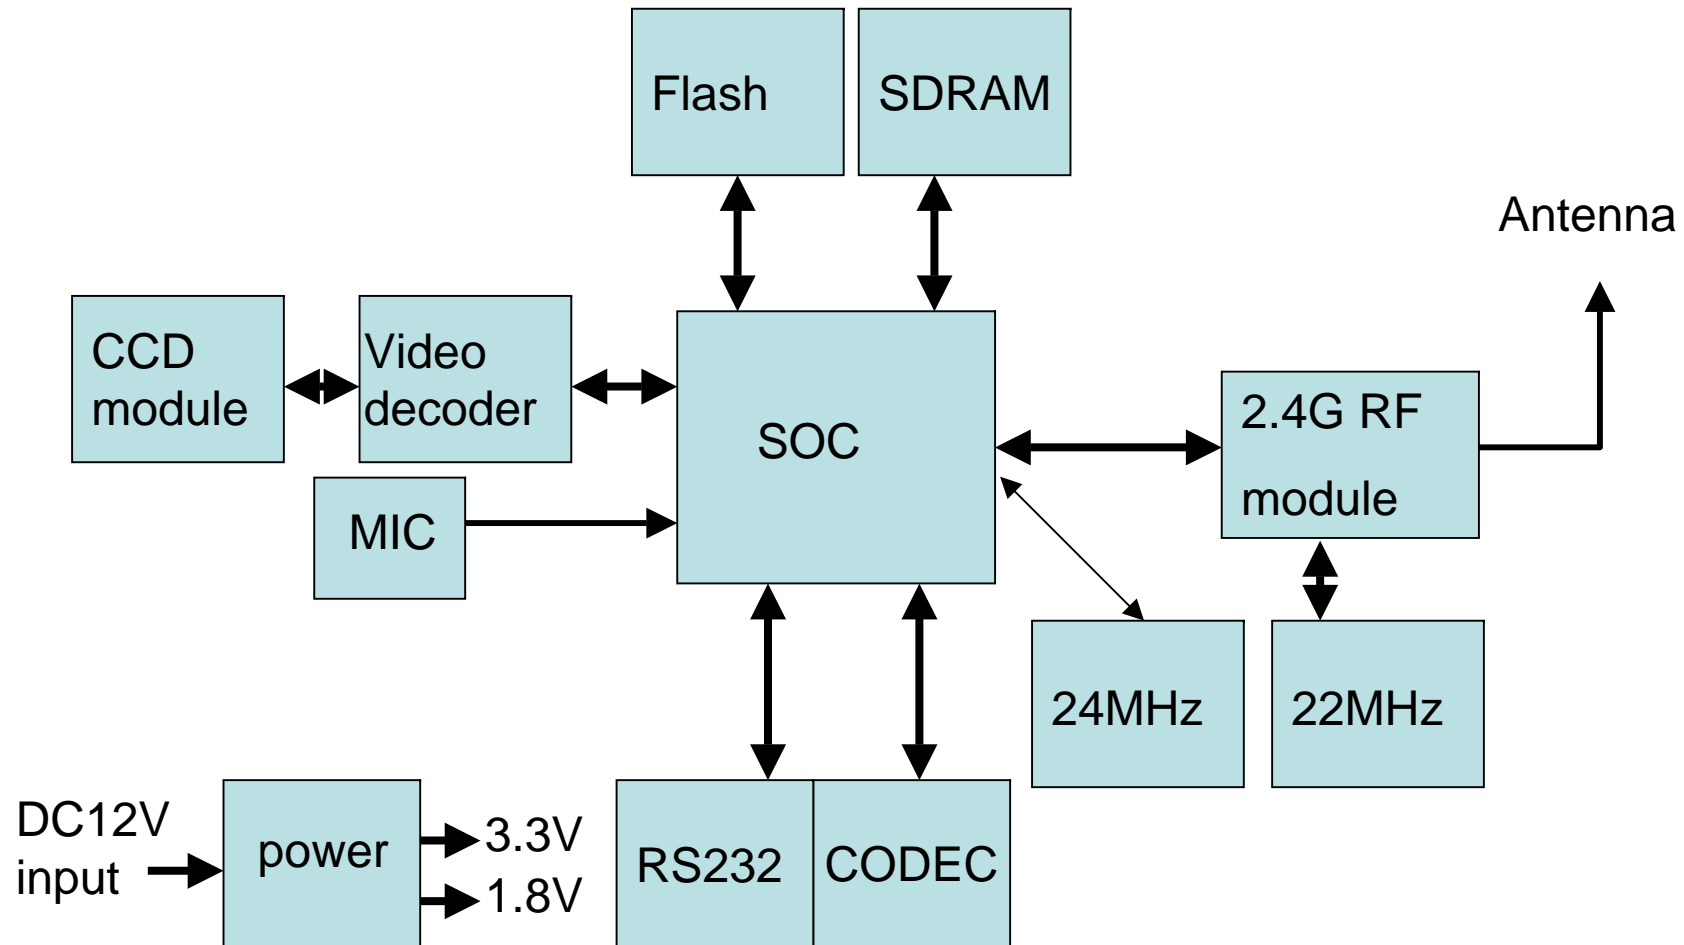 Flash
SDRAM
Antenna
CCD
module
Video
decoder
SOC
2.4G RF
module
MIC
24MHz
22MHz
DC12V
input
power
3.3V
1.8V
RS232
CODEC